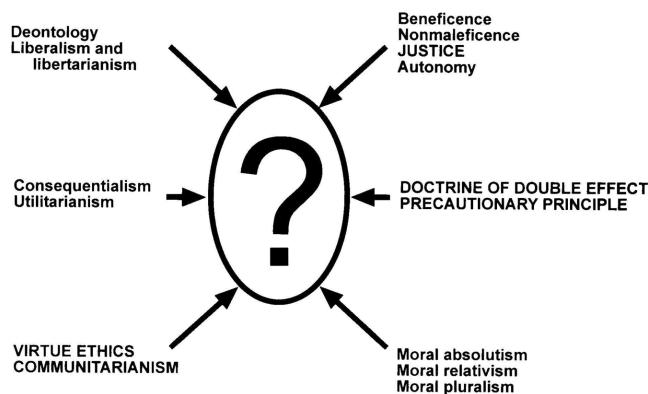 Deontology
Liberalism and
libertarianism
Beneficence
Nonmaleficence
JUSTICE
Autonomy
Consequentialism
Utilitarianism
?
DOCTRINE OF DOUBLE EFFECT
PRECAUTIONARY PRINCIPLE
VIRTUE ETHICS
COMMUNITARIANISM
Moral absolutism
Moral relativism
Moral pluralism